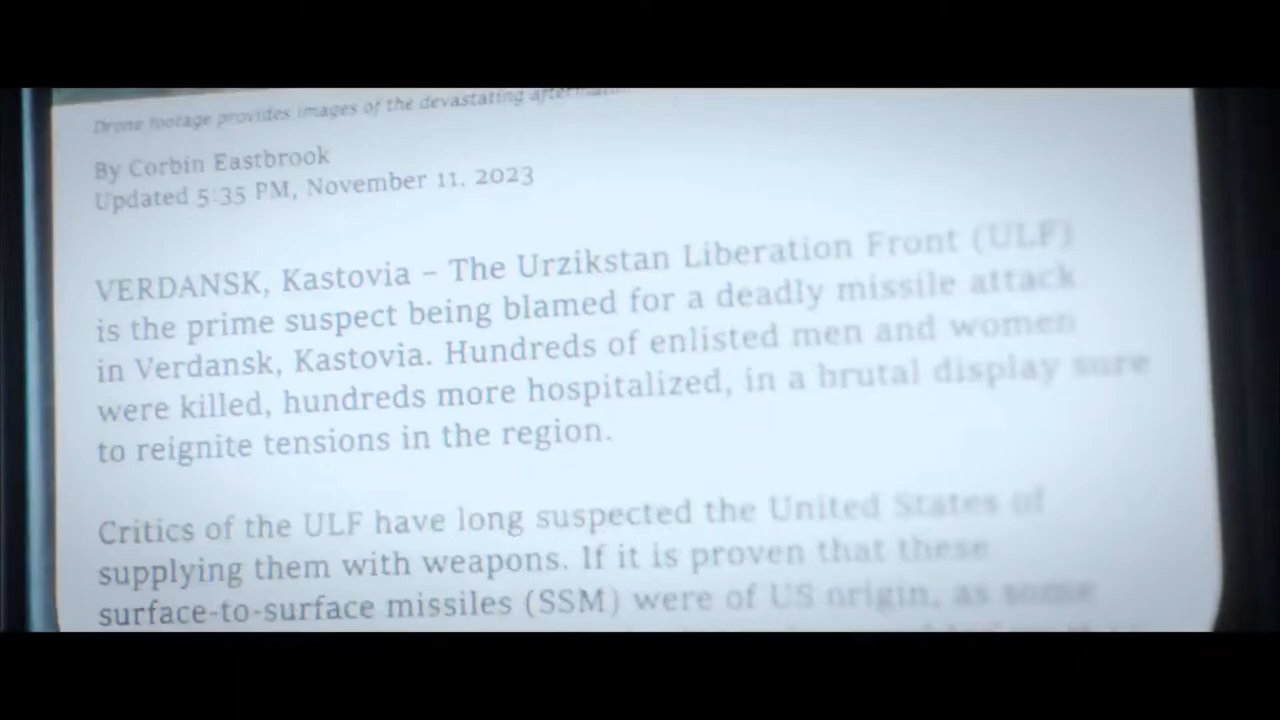 Drone footage provides images of the devastating aftermath
By Corbin Eastbrook
Updated 5:35 PM, November 11, 2023
VERDANSK, Kastovia – The Urzikstan Liberation Front (ULF)
is the prime suspect being blamed for a deadly missile attack
in Verdansk, Kastovia. Hundreds of enlisted men and women
were killed, hundreds more hospitalized, in a brutal display sure
to reignite tensions in the region.
Critics of the ULF have long suspected the United States of
supplying them with weapons. If it is proven that these
surface-to-surface missiles (SSM) were of US origin, as some